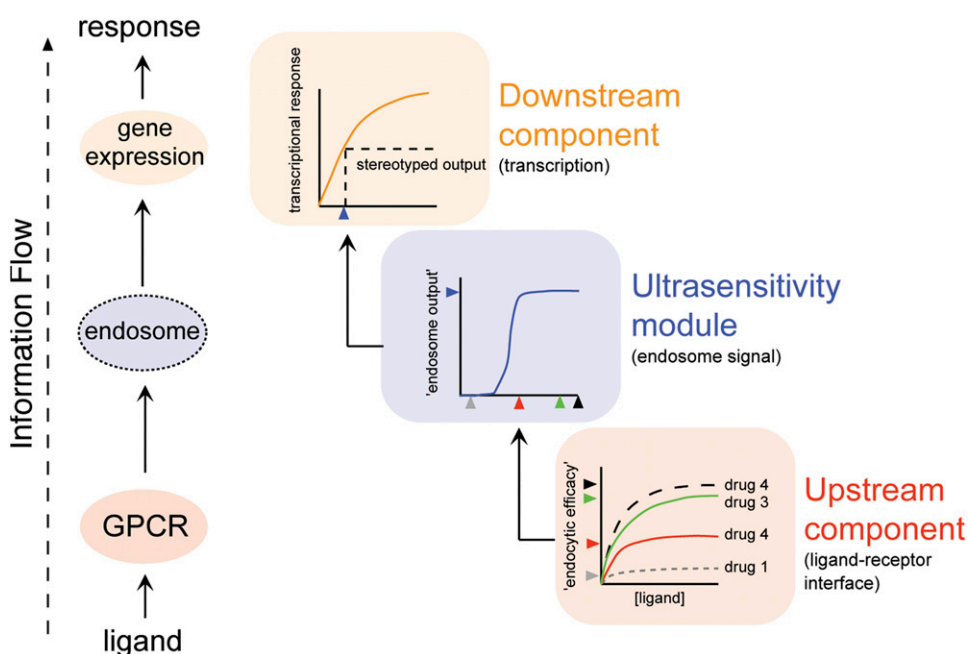 response
gene
expression
endosome
GPCR
ligand
Information Flow
transcriptional response
stereotyped output
Downstream
component
(transcription)
'endosome output'
Ultrasensitivity
module
(endosome signal)
'endocytic efficacy'
drug 4
drug 3
drug 4
drug 1
[ligand]
Upstream
component
(ligand-receptor
interface)